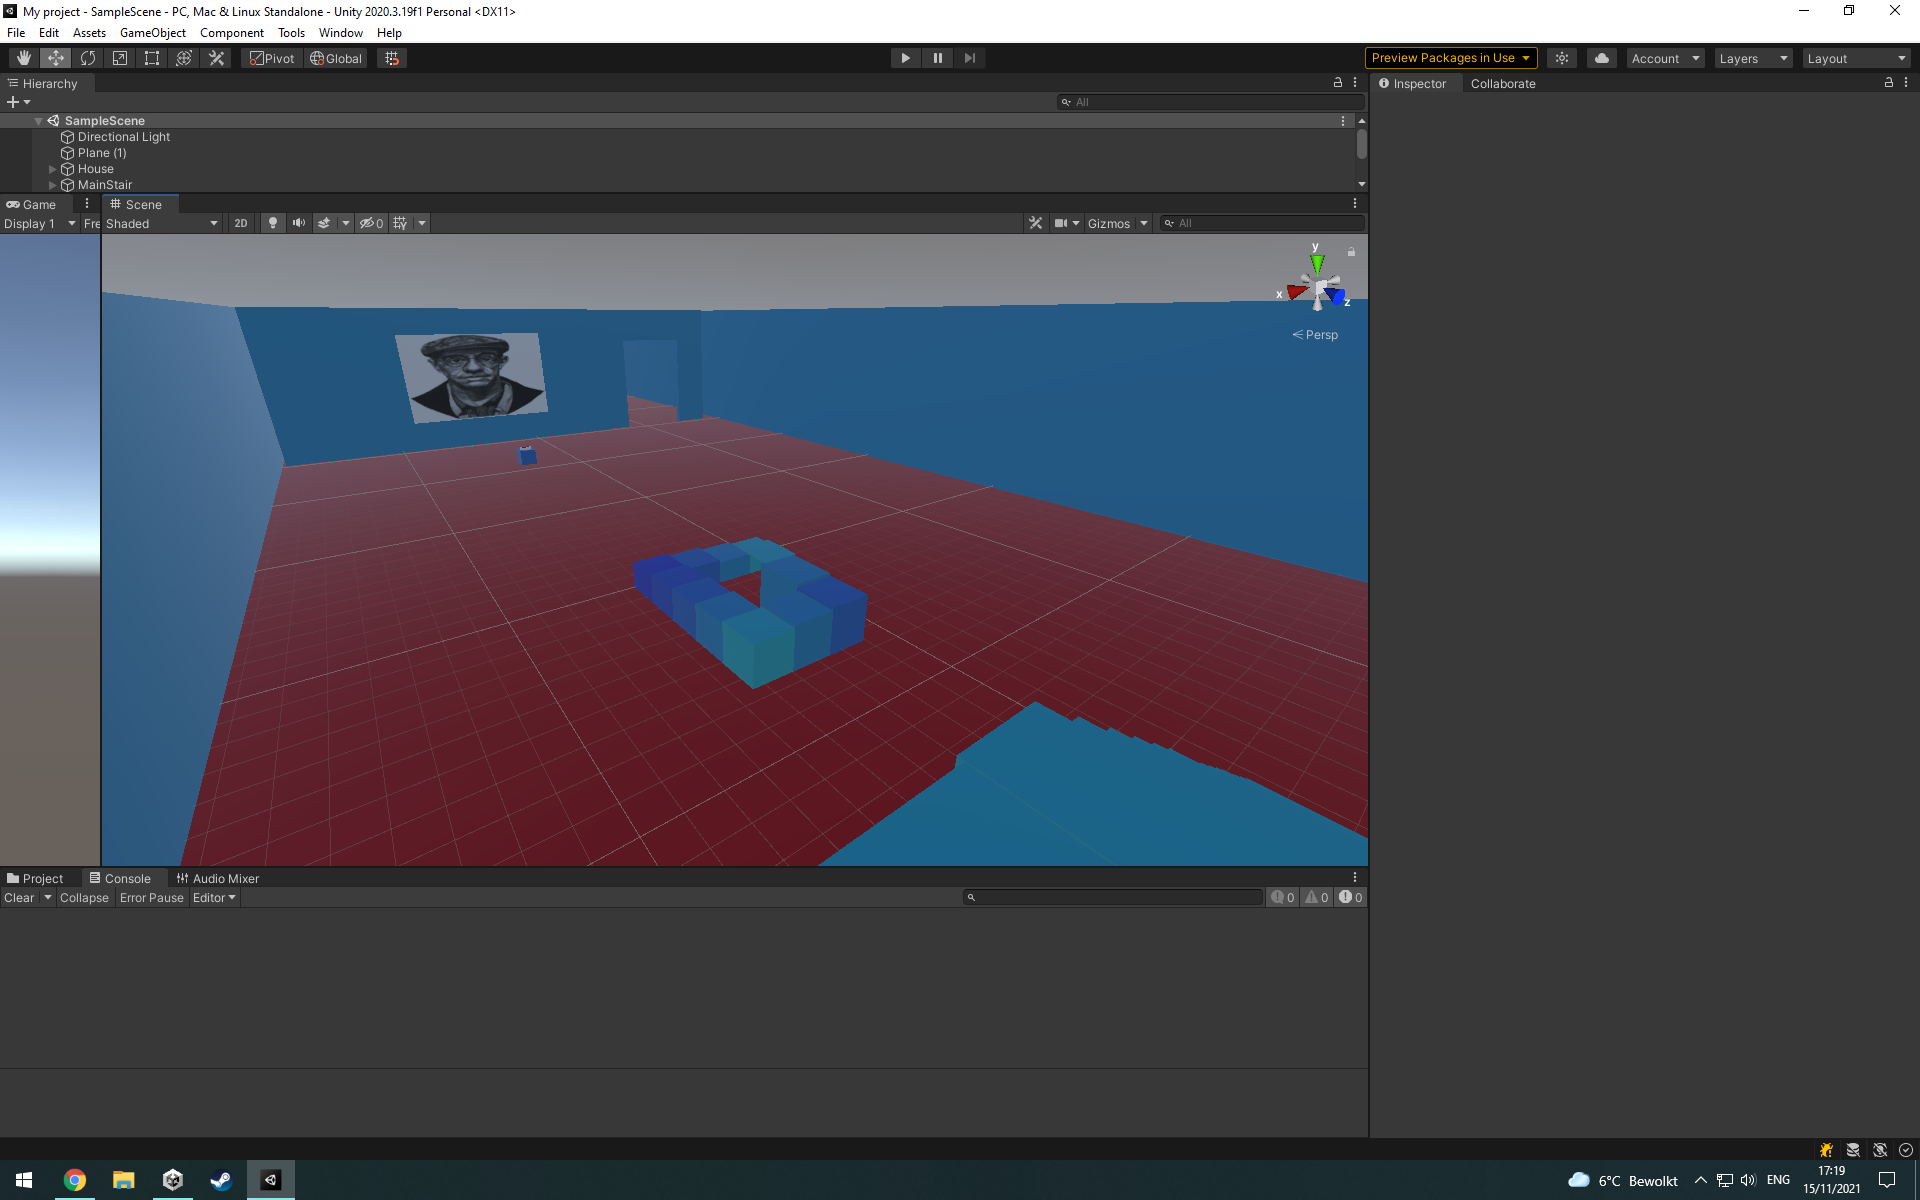 My project - SampleScene - PC, Mac & Linux Standalone - Unity 2020.3.19f1 Personal <DX11>
File Edit Assets GameObject Component Tools Window Help
Pivot Global Preview Packages in Use Account Layers Layout
Hierarchy Inspector Collaborate
All
SampleScene
Directional Light
Plane (1)
House
MainStair
Game Scene
Display 1 Fre Shaded 2D 0 Gizmos All
y
x
z
Persp
Project Console Audio Mixer
Clear Collapse Error Pause Editor 0 0 0
6°C Bewolkt ENG 17:19
15/11/2021